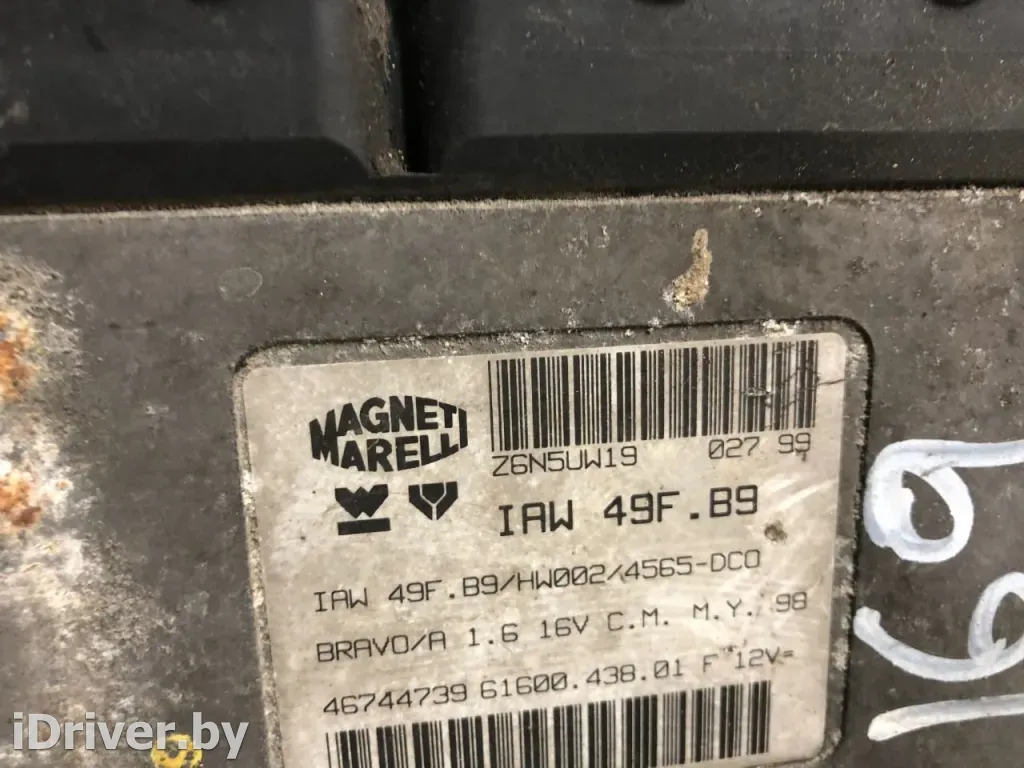 MAGNETI
MARELLI
Z6N5UW19 027 99
IAW 49F.B9
IAW 49F.B9/HW002/4565-DCO
BRAVO/A 1.6 16V C.M. M.Y. 98
46744739 61600.438.01 F 12V=
169
iDriver.by